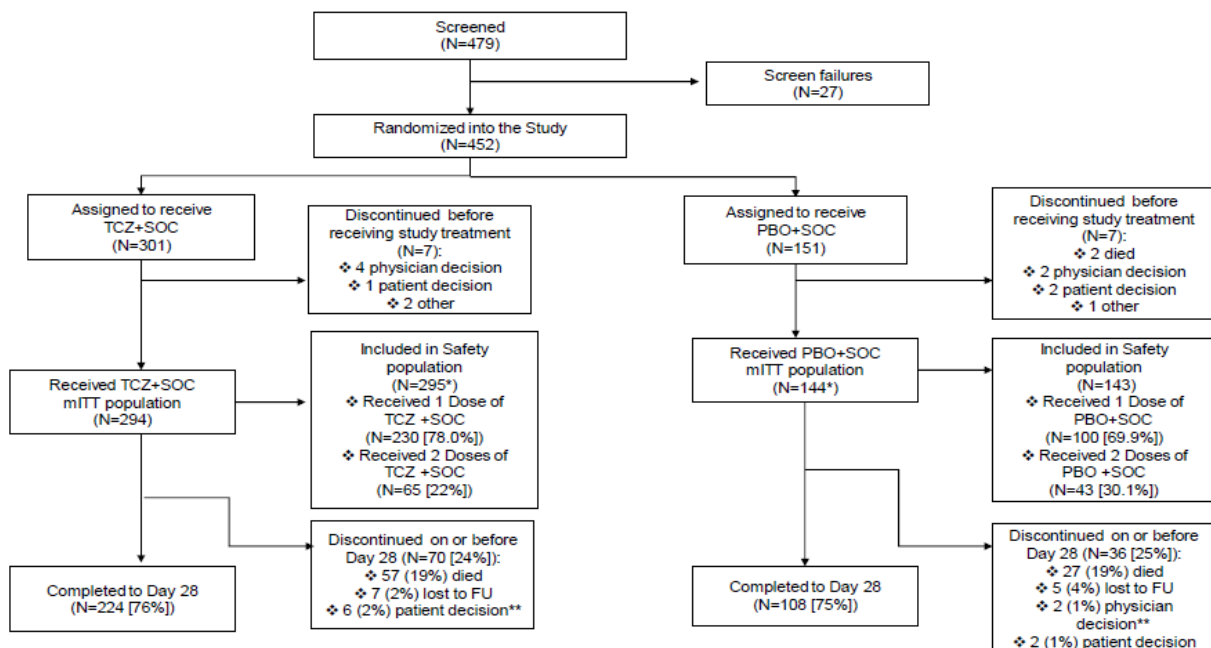 Screened
(N=479)
Screen failures
(N=27)
Randomized into the Study
(N=452)
Assigned to receive
TCZ+SOC
(N=301)
Discontinued before
receiving study treatment
(N=7):
❖ 4 physician decision
❖ 1 patient decision
❖ 2 other
Assigned to receive
PBO+SOC
(N=151)
Discontinued before
receiving study treatment
(N=7):
❖ 2 died
❖ 2 physician decision
❖ 2 patient decision
❖ 1 other
Received TCZ+SOC
mITT population
(N=294)
Included in Safety
population
(N=295*)
❖ Received 1 Dose of
TCZ +SOC
(N=230 [78.0%])
❖ Received 2 Doses of
TCZ +SOC
(N=65 [22%])
Received PBO+SOC
mITT population
(N=144*)
Included in Safety
population
(N=143)
❖ Received 1 Dose of
PBO+SOC
(N=100 [69.9%])
❖ Received 2 Doses of
PBO +SOC
(N=43 [30.1%])
Completed to Day 28
(N=224 [76%])
Discontinued on or before
Day 28 (N=70 [24%]):
❖ 57 (19%) died
❖ 7 (2%) lost to FU
❖ 6 (2%) patient decision**
Completed to Day 28
(N=108 [75%])
Discontinued on or before
Day 28 (N=36 [25%]):
❖ 27 (19%) died
❖ 5 (4%) lost to FU
❖ 2 (1%) physician
decision**
❖ 2 (1%) patient decision